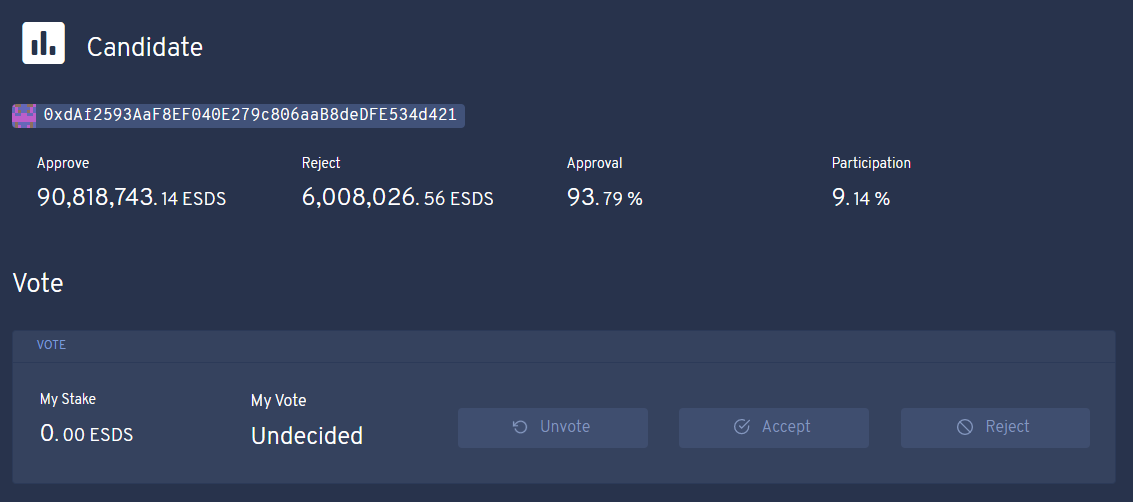 Candidate
0xdAf2593AaF8EF040E279c806aaB8deDFE534d421
Approve Reject Approval Participation
90,818,743.14 ESDS 6,008,026.56 ESDS 93.79 % 9.14 %
Vote
VOTE
My Stake My Vote
0.00 ESDS Undecided Unvote Accept Reject